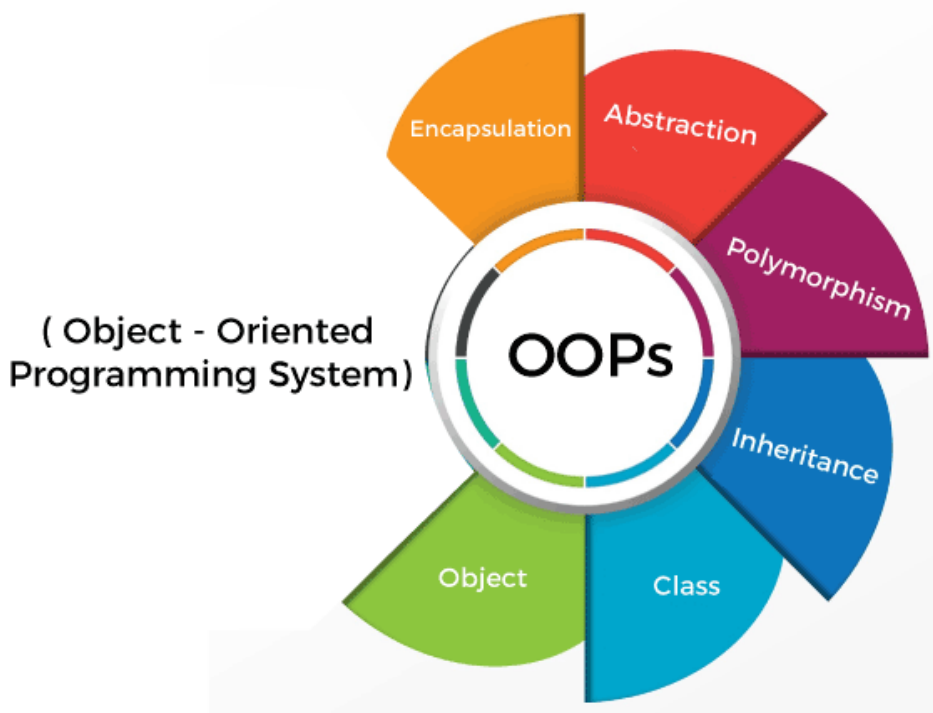 Encapsulation
Abstraction
Polymorphism
( Object - Oriented
Programming System)
OOPs
Inheritance
Object
Class